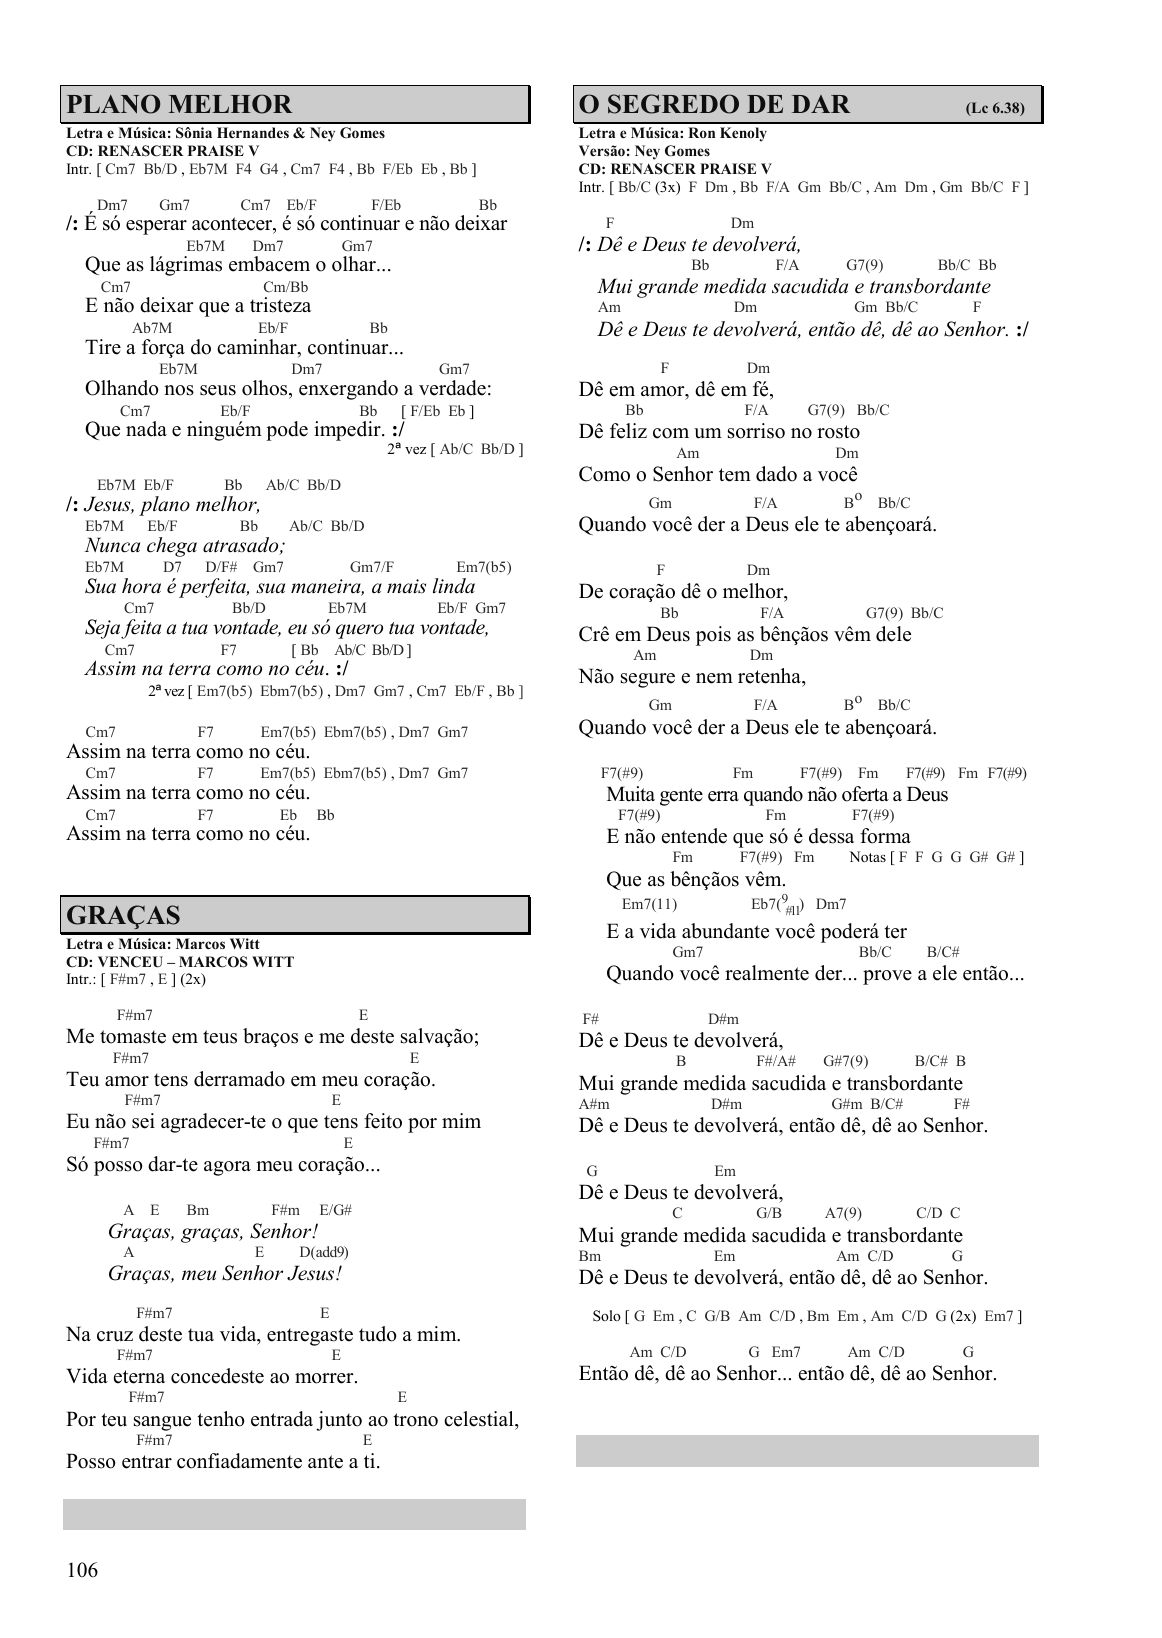 PLANO MELHOR
Letra e Música: Sônia Hernandes & Ney Gomes
CD: RENASCER PRAISE V
Intr. [ Cm7 Bb/D , Eb7M F4 G4 , Cm7 F4 , Bb F/Eb Eb , Bb ]
Dm7 Gm7 Cm7 Eb/F F/Eb Bb
/: É só esperar acontecer, é só continuar e não deixar
Eb7M Dm7 Gm7
Que as lágrimas embacem o olhar...
Cm7 Cm/Bb
E não deixar que a tristeza
Ab7M Eb/F Bb
Tire a força do caminhar, continuar...
Eb7M Dm7 Gm7
Olhando nos seus olhos, enxergando a verdade:
Cm7 Eb/F Bb [ F/Eb Eb ]
Que nada e ninguém pode impedir. :/
2ª vez [ Ab/C Bb/D ]
Eb7M Eb/F Bb Ab/C Bb/D
/: Jesus, plano melhor,
Eb7M Eb/F Bb Ab/C Bb/D
Nunca chega atrasado;
Eb7M D7 D/F# Gm7 Gm7/F Em7(b5)
Sua hora é perfeita, sua maneira, a mais linda
Cm7 Bb/D Eb7M Eb/F Gm7
Seja feita a tua vontade, eu só quero tua vontade,
Cm7 F7 [ Bb Ab/C Bb/D ]
Assim na terra como no céu. :/
2ª vez [ Em7(b5) Ebm7(b5) , Dm7 Gm7 , Cm7 Eb/F , Bb ]
Cm7 F7 Em7(b5) Ebm7(b5) , Dm7 Gm7
Assim na terra como no céu.
Cm7 F7 Em7(b5) Ebm7(b5) , Dm7 Gm7
Assim na terra como no céu.
Cm7 F7 Eb Bb
Assim na terra como no céu.
GRAÇAS
Letra e Música: Marcos Witt
CD: VENCEU – MARCOS WITT
Intr.: [ F#m7 , E ] (2x)
F#m7 E
Me tomaste em teus braços e me deste salvação;
F#m7 E
Teu amor tens derramado em meu coração.
F#m7 E
Eu não sei agradecer-te o que tens feito por mim
F#m7 E
Só posso dar-te agora meu coração...
A E Bm F#m E/G#
Graças, graças, Senhor!
A E D(add9)
Graças, meu Senhor Jesus!
F#m7 E
Na cruz deste tua vida, entregaste tudo a mim.
F#m7 E
Vida eterna concedeste ao morrer.
F#m7 E
Por teu sangue tenho entrada junto ao trono celestial,
F#m7 E
Posso entrar confiadamente ante a ti.
106
O SEGREDO DE DAR (Lc 6.38)
Letra e Música: Ron Kenoly
Versão: Ney Gomes
CD: RENASCER PRAISE V
Intr. [ Bb/C (3x) F Dm , Bb F/A Gm Bb/C , Am Dm , Gm Bb/C F ]
F Dm
/: Dê e Deus te devolverá,
Bb F/A G7(9) Bb/C Bb
Mui grande medida sacudida e transbordante
Am Dm Gm Bb/C F
Dê e Deus te devolverá, então dê, dê ao Senhor. :/
F Dm
Dê em amor, dê em fé,
Bb F/A G7(9) Bb/C
Dê feliz com um sorriso no rosto
Am Dm
Como o Senhor tem dado a você
Gm F/A Bº Bb/C
Quando você der a Deus ele te abençoará.
F Dm
De coração dê o melhor,
Bb F/A G7(9) Bb/C
Crê em Deus pois as bênçãos vêm dele
Am Dm
Não segure e nem retenha,
Gm F/A Bº Bb/C
Quando você der a Deus ele te abençoará.
F7(#9) Fm F7(#9) Fm F7(#9) Fm F7(#9)
Muita gente erra quando não oferta a Deus
F7(#9) Fm F7(#9)
E não entende que só é dessa forma
Fm F7(#9) Fm Notas [ F F G G G# G# ]
Que as bênçãos vêm.
Em7(11) Eb7(9 #11) Dm7
E a vida abundante você poderá ter
Gm7 Bb/C B/C#
Quando você realmente der... prove a ele então...
F# D#m
Dê e Deus te devolverá,
B F#/A# G#7(9) B/C# B
Mui grande medida sacudida e transbordante
A#m D#m G#m B/C# F#
Dê e Deus te devolverá, então dê, dê ao Senhor.
G Em
Dê e Deus te devolverá,
C G/B A7(9) C/D C
Mui grande medida sacudida e transbordante
Bm Em Am C/D G
Dê e Deus te devolverá, então dê, dê ao Senhor.
Solo [ G Em , C G/B Am C/D , Bm Em , Am C/D G (2x) Em7 ]
Am C/D G Em7 Am C/D G
Então dê, dê ao Senhor... então dê, dê ao Senhor.